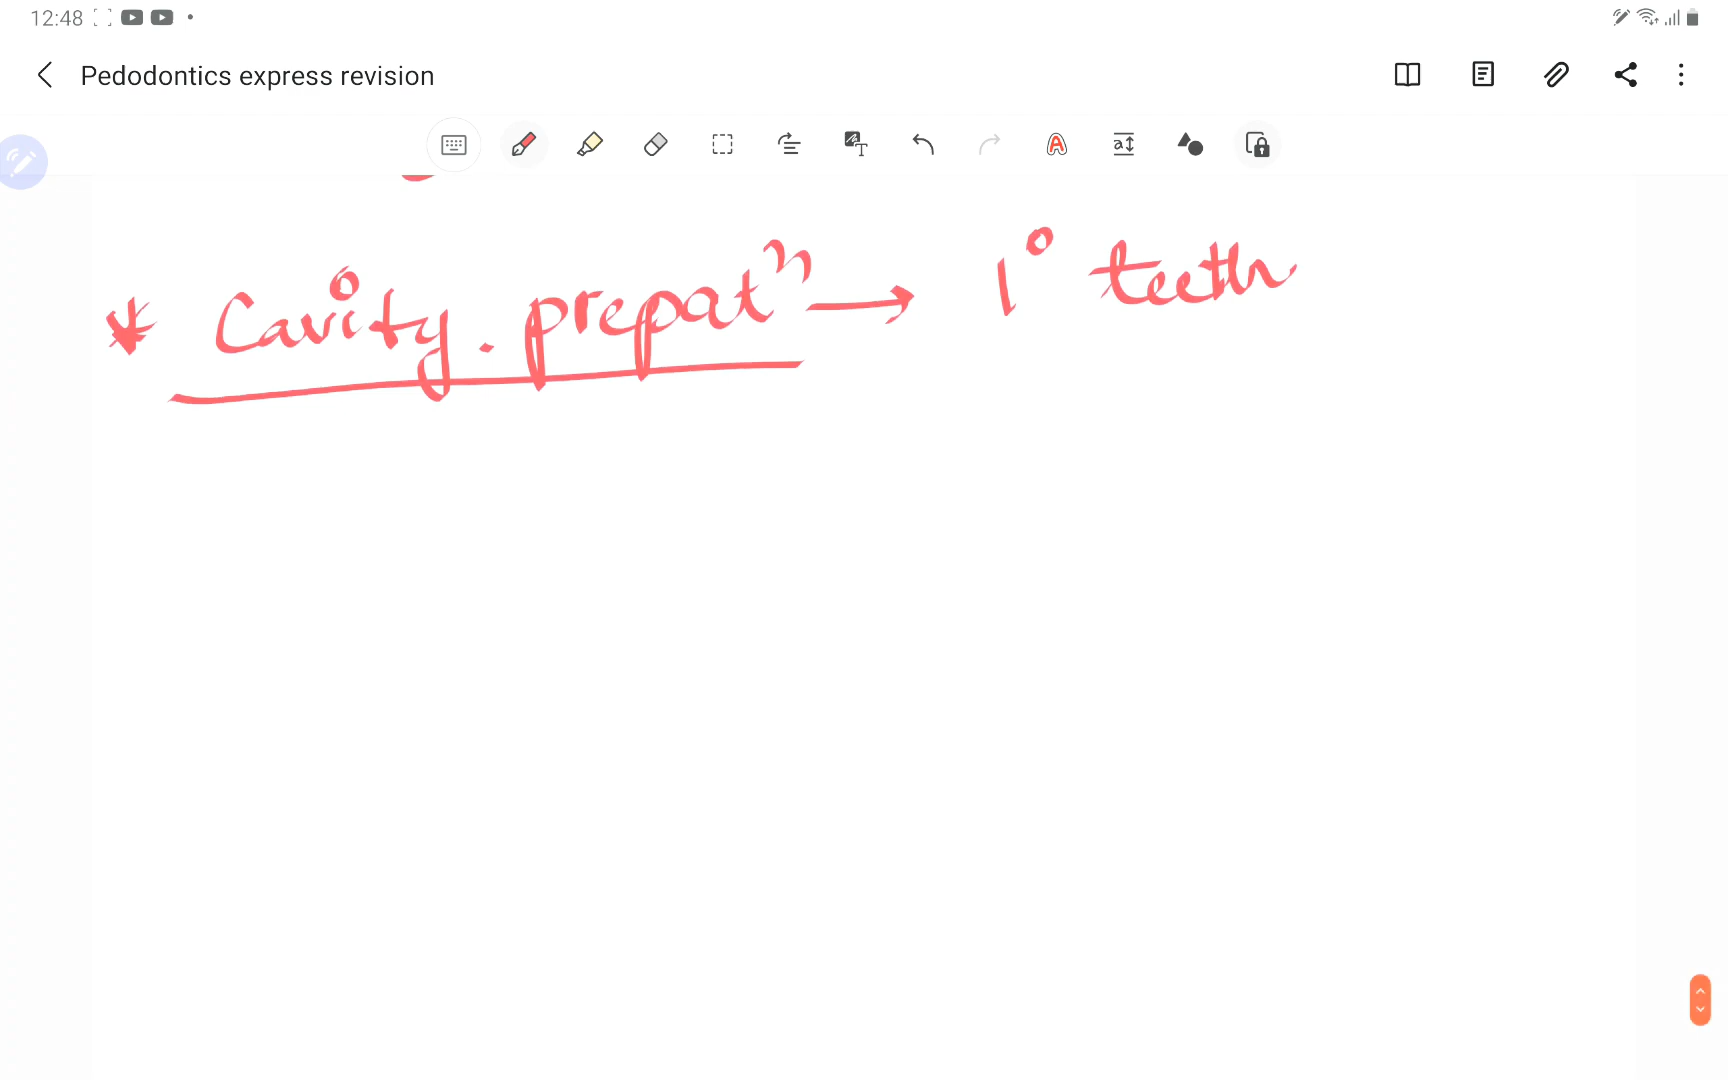 12:48
Pedodontics express revision
* Cavity. prepatⁿ → 1° teeth